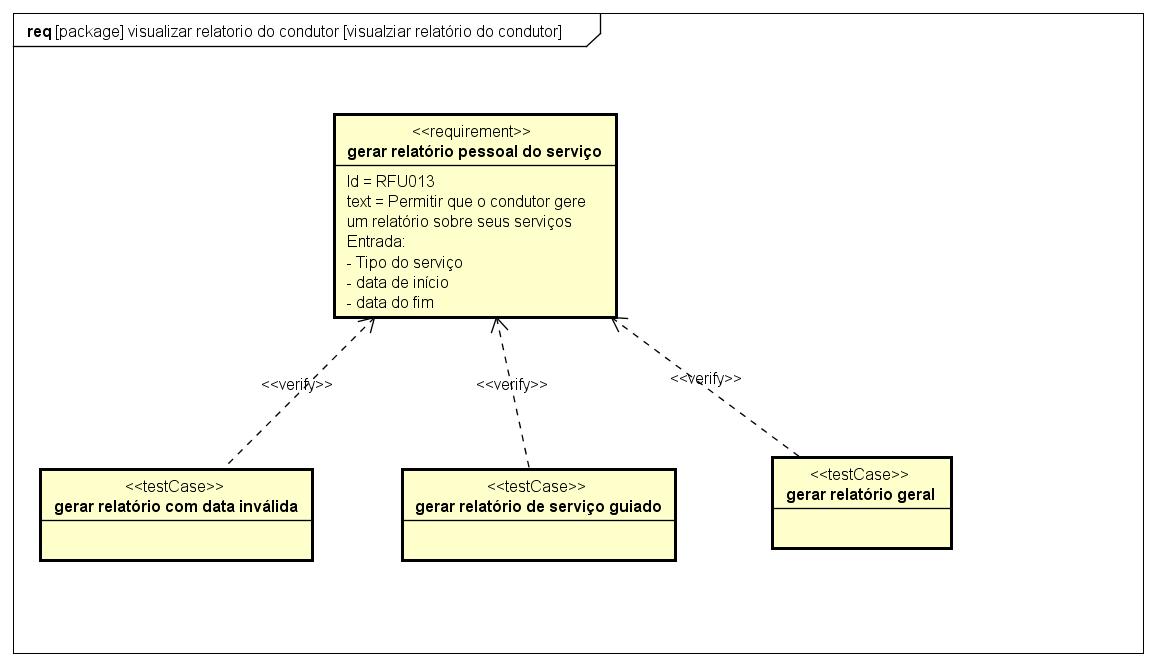 req [package] visualizar relatorio do condutor [visualziar relatório do condutor]
<<requirement>>
gerar relatório pessoal do serviço
Id = RFU013
text = Permitir que o condutor gere
um relatório sobre seus serviços
Entrada:
- Tipo do serviço
- data de início
- data do fim
<<verify>>
<<verify>>
<<verify>>
<<testCase>>
gerar relatório com data inválida
<<testCase>>
gerar relatório de serviço guiado
<<testCase>>
gerar relatório geral